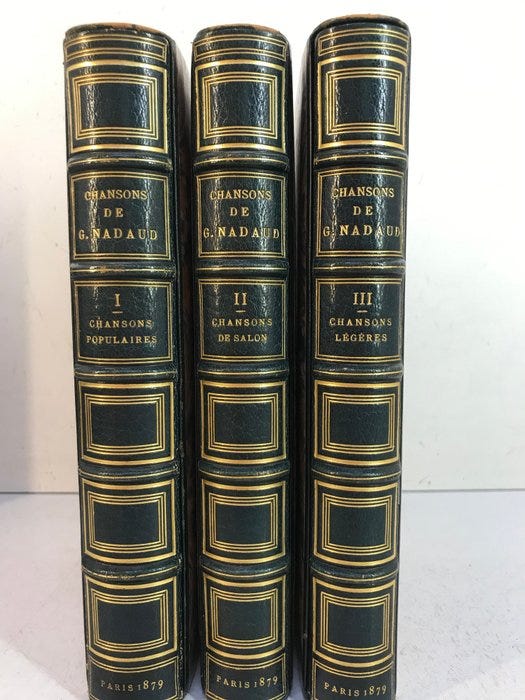 CHANSONS
DE
G. NADAUD
I
CHANSONS
POPULAIRES
PARIS 1879
CHANSONS
DE
G. NADAUD
II
CHANSONS
DE SALON
PARIS 1879
CHANSONS
DE
G. NADAUD
III
CHANSONS
LÉGÈRES
PARIS 1879